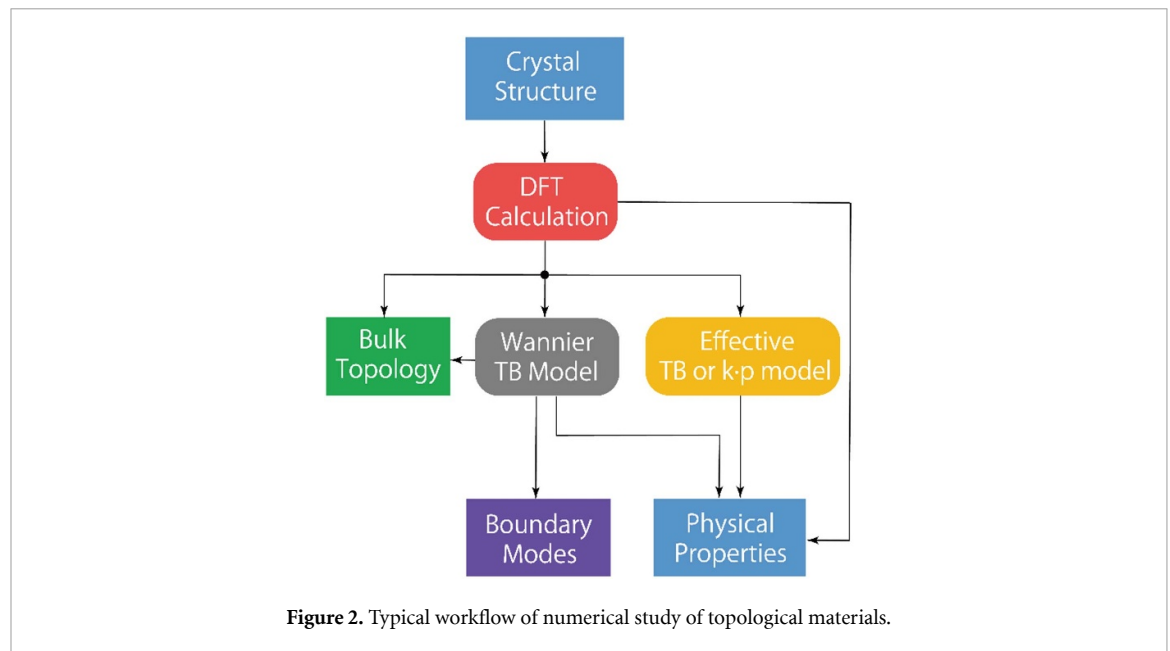 Crystal
Structure
DFT
Calculation
Bulk
Topology
Wannier
TB Model
Effective
TB or k·p model
Boundary
Modes
Physical
Properties
Figure 2. Typical workflow of numerical study of topological materials.